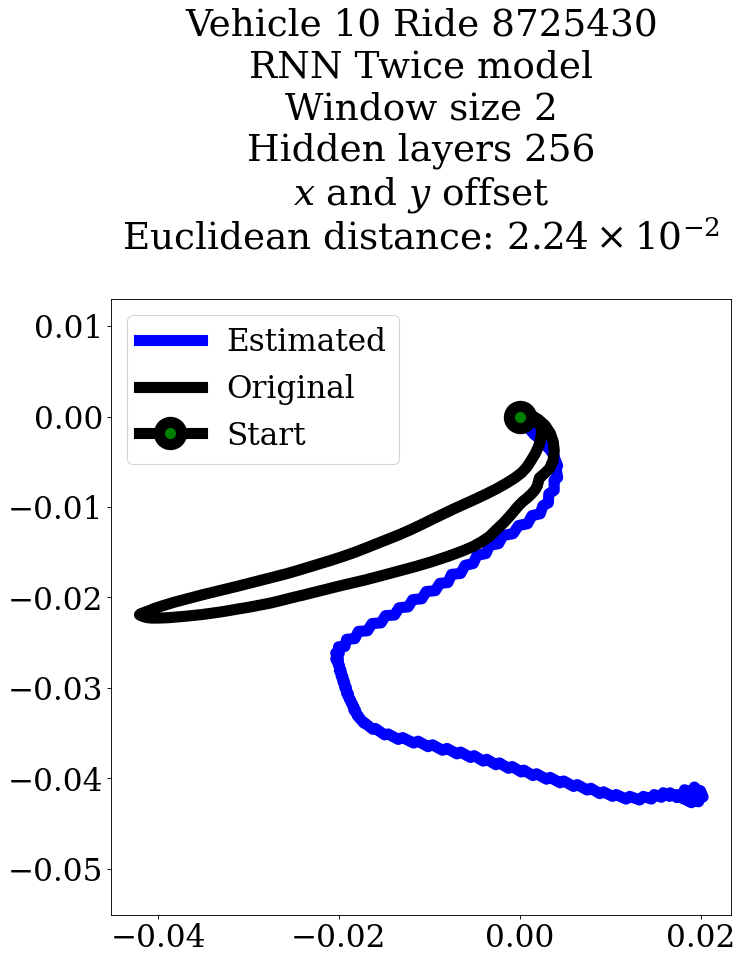 Vehicle 10 Ride 8725430
RNN Twice model
Window size 2
Hidden layers 256
x and y offset
Euclidean distance: 2.24 × 10⁻²
Estimated
Original
Start
0.01
0.00
−0.01
−0.02
−0.03
−0.04
−0.05
−0.04 −0.02 0.00 0.02